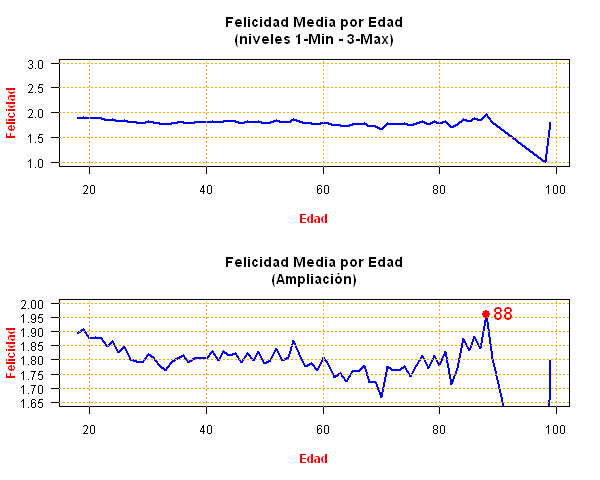 Felicidad Media por Edad
(niveles 1-Min - 3-Max)
Felicidad
3.0
2.5
2.0
1.5
1.0
20 40 60 80 100
Edad
Felicidad Media por Edad
(Ampliación)
Felicidad
2.00
1.95
1.90
1.85
1.80
1.75
1.70
1.65
88
20 40 60 80 100
Edad